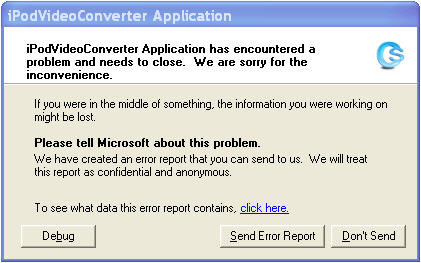 iPodVideoConverter Application
iPodVideoConverter Application has encountered a
problem and needs to close.  We are sorry for the
inconvenience.
If you were in the middle of something, the information you were working on
might be lost.
Please tell Microsoft about this problem.
We have created an error report that you can send to us.  We will treat
this report as confidential and anonymous.
To see what data this error report contains, click here.
Debug
Send Error Report
Don't Send